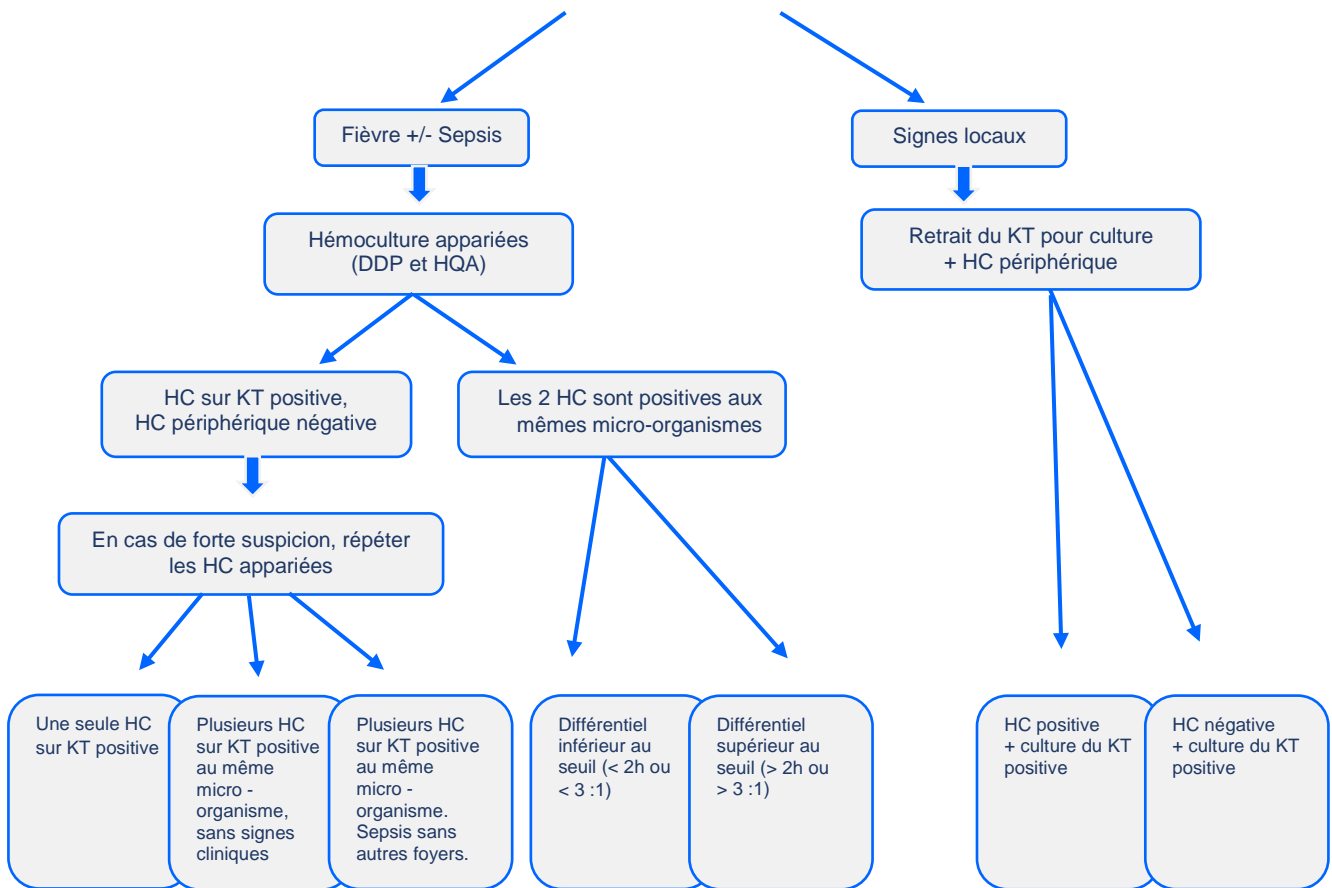 Fièvre +/- Sepsis
Signes locaux
Hémoculture appariées
(DDP et HQA)
Retrait du KT pour culture
+ HC périphérique
HC sur KT positive,
HC périphérique négative
Les 2 HC sont positives aux
mêmes micro-organismes
En cas de forte suspicion, répéter
les HC appariées
Une seule HC
sur KT positive
Plusieurs HC
sur KT positive
au même
micro -
organisme,
sans signes
cliniques
Plusieurs HC
sur KT positive
au même
micro -
organisme.
Sepsis sans
autres foyers.
Différentiel
inférieur au
seuil (< 2h ou
< 3 :1)
Différentiel
supérieur au
seuil (> 2h ou
> 3 :1)
HC positive
+ culture du KT
positive
HC négative
+ culture du KT
positive